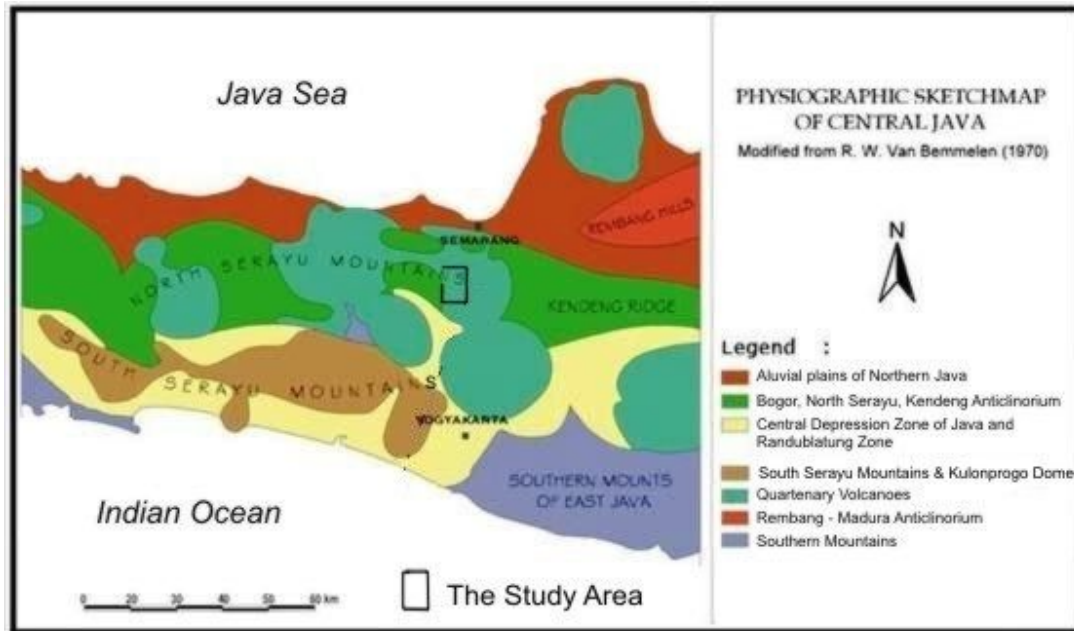 Java Sea
PHYSIOGRAPHIC SKETCHMAP
OF CENTRAL JAVA
Modified from R. W. Van Bemmelen (1970)
REMBANG HILLS
SEMARANG
NORTH SERAYU MOUNTAINS
KENDENG RIDGE
N
SOUTH SERAYU MOUNTAINS
YOGYAKARTA
SOUTHERN MOUNTS
OF EAST JAVA
Indian Ocean
Legend :
Aluvial plains of Northern Java
Bogor, North Serayu, Kendeng Anticlinorium
Central Depression Zone of Java and
Randublatung Zone
South Serayu Mountains & Kulonprogo Dome
Quartenary Volcanoes
Rembang - Madura Anticlinorium
Southern Mountains
0 20 40 50 60 km
The Study Area